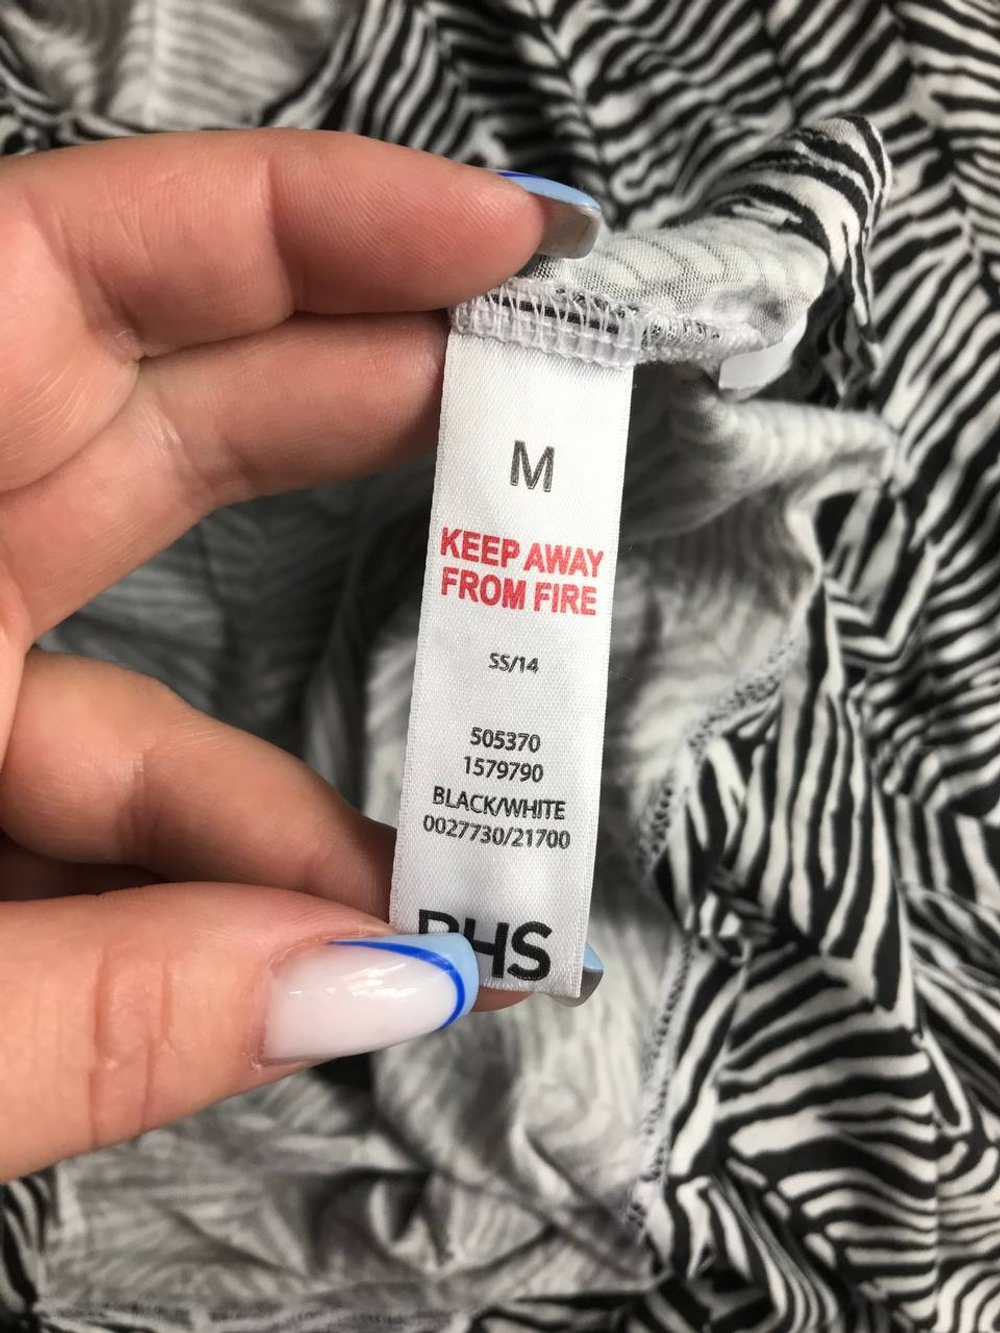 M
KEEP AWAY
FROM FIRE
SS/14
505370
1579790
BLACK/WHITE
0027730/21700
BHS